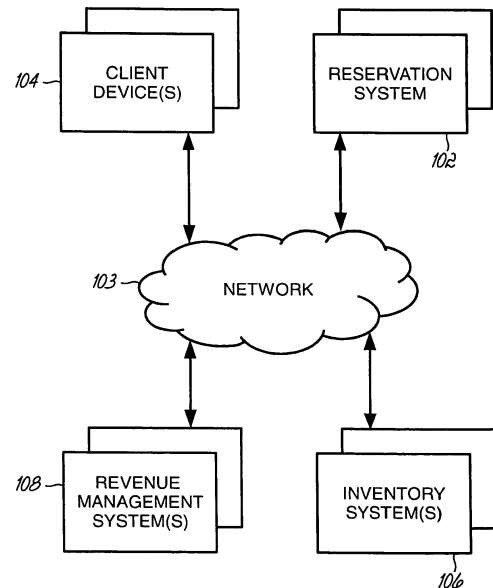 104
CLIENT
DEVICE(S)
RESERVATION
SYSTEM
102
103
NETWORK
108
REVENUE
MANAGEMENT
SYSTEM(S)
INVENTORY
SYSTEM(S)
106